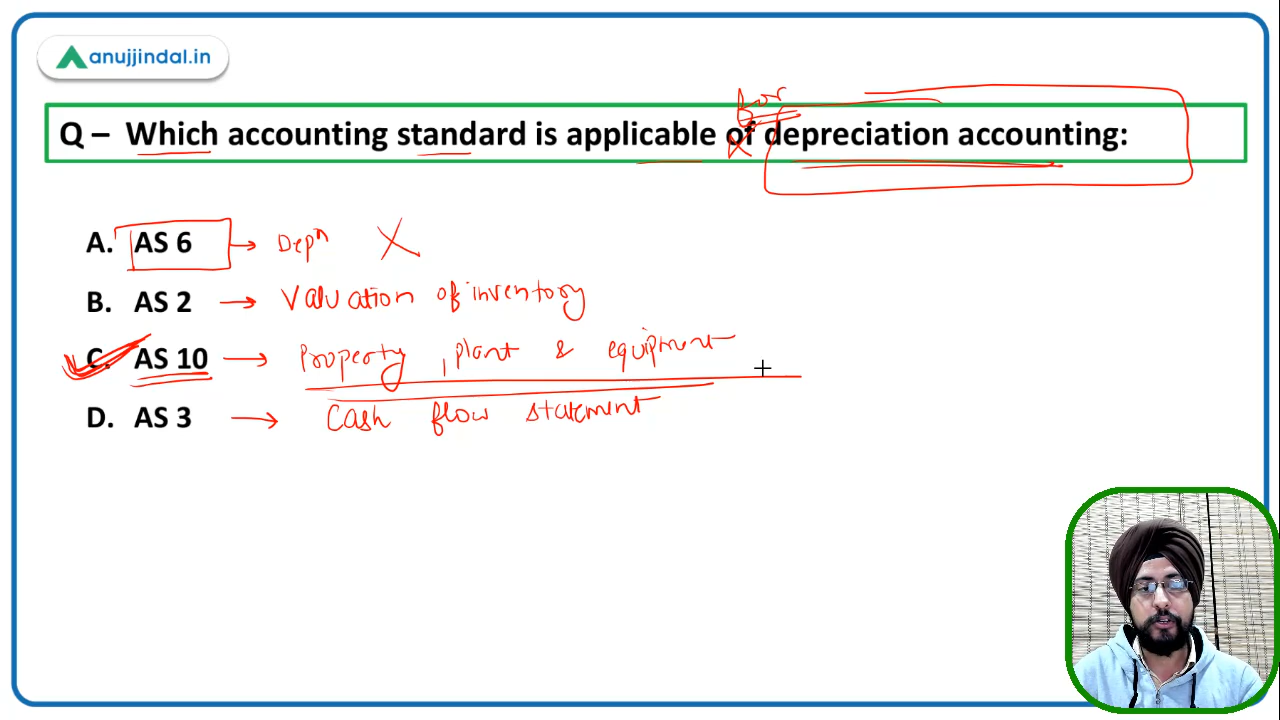 anujjindal.in
for
Q – Which accounting standard is applicable of depreciation accounting:
A. AS 6 → Depn X
B. AS 2 → Valuation of inventory
C. AS 10 → Property, plant & equipment
D. AS 3 → Cash flow statement